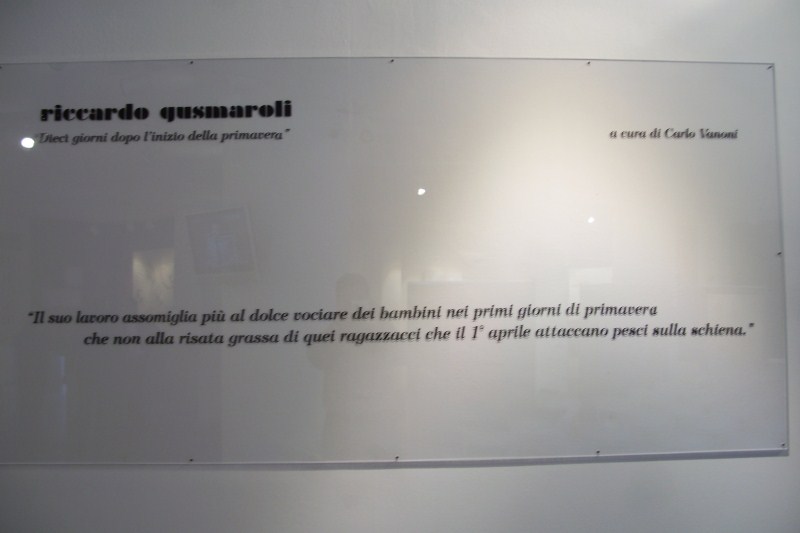 riccardo gusmaroli
"Dieci giorni dopo l'inizio della primavera"
a cura di Carlo Vanoni
"Il suo lavoro assomiglia più al dolce vociare dei bambini nei primi giorni di primavera
che non alla risata grassa di quei ragazzacci che il 1° aprile attaccano pesci sulla schiena."